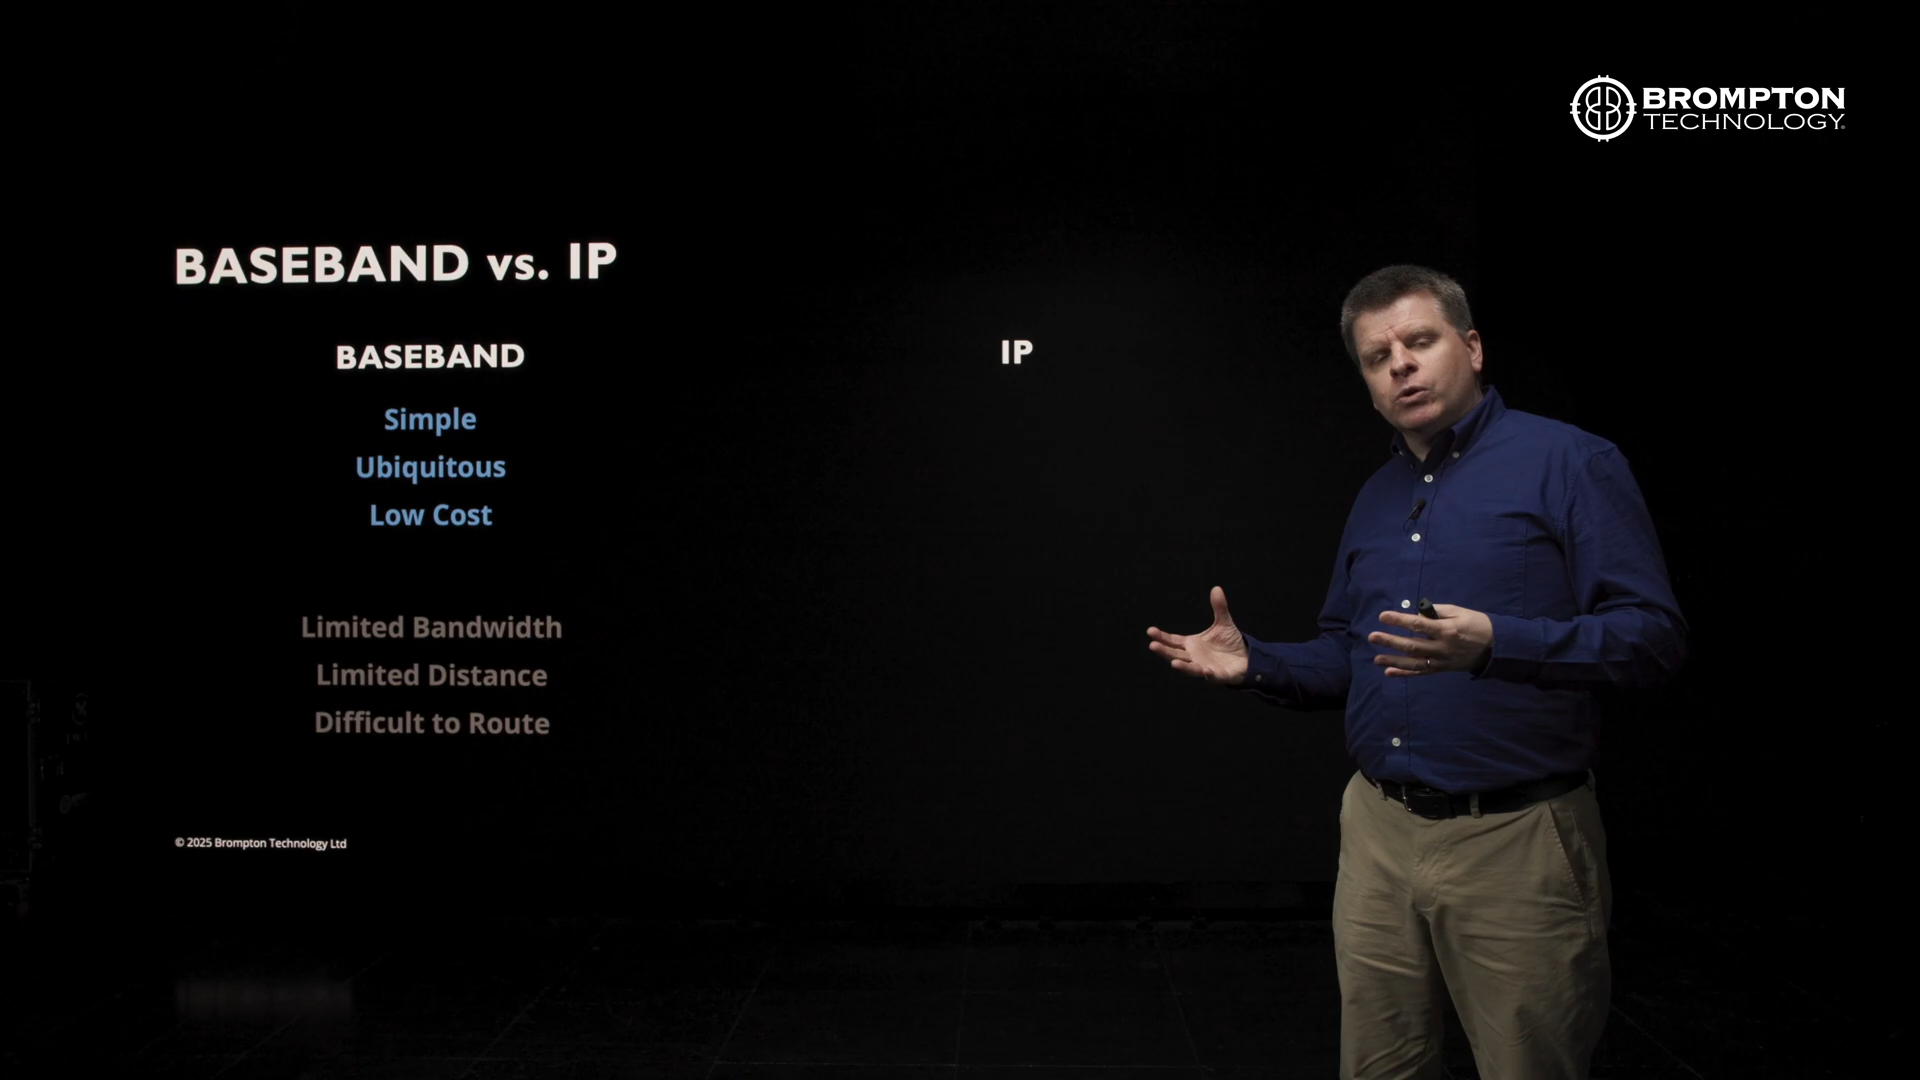 BROMPTON
TECHNOLOGY
BASEBAND vs. IP
BASEBAND
Simple
Ubiquitous
Low Cost
Limited Bandwidth
Limited Distance
Difficult to Route
IP
© 2025 Brompton Technology Ltd